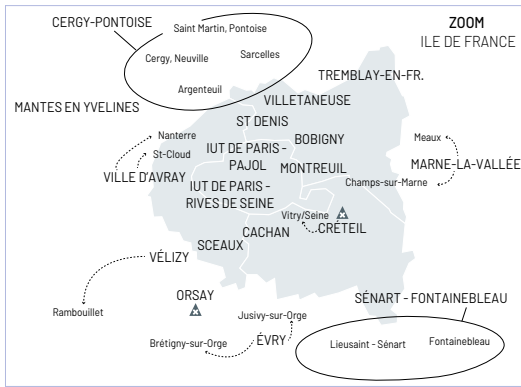 CERGY-PONTOISE
Saint Martin, Pontoise
Cergy, Neuville
Sarcelles
Argenteuil
ZOOM
ILE DE FRANCE
TREMBLAY-EN-FR.
MANTES EN YVELINES
VILLETANEUSE
ST DENIS
BOBIGNY
Nanterre
St-Cloud
VILLE D'AVRAY
IUT DE PARIS -
PAJOL
MONTREUIL
Meaux
MARNE-LA-VALLÉE
Champs-sur-Marne
IUT DE PARIS -
RIVES DE SEINE
Vitry/Seine
CRÉTEIL
CACHAN
SCEAUX
VÉLIZY
Rambouillet
ORSAY
Jusivy-sur-Orge
Brétigny-sur-Orge
ÉVRY
SÉNART - FONTAINEBLEAU
Lieusaint - Sénart
Fontainebleau